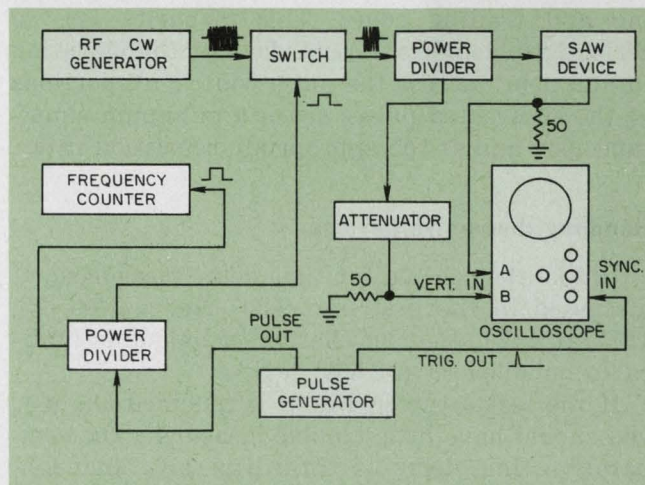 RF CW
GENERATOR
SWITCH
POWER
DIVIDER
SAW
DEVICE
50
FREQUENCY
COUNTER
ATTENUATOR
A
B
SYNC.
IN
VERT. IN
50
OSCILLOSCOPE
POWER
DIVIDER
PULSE
OUT
TRIG. OUT
PULSE
GENERATOR